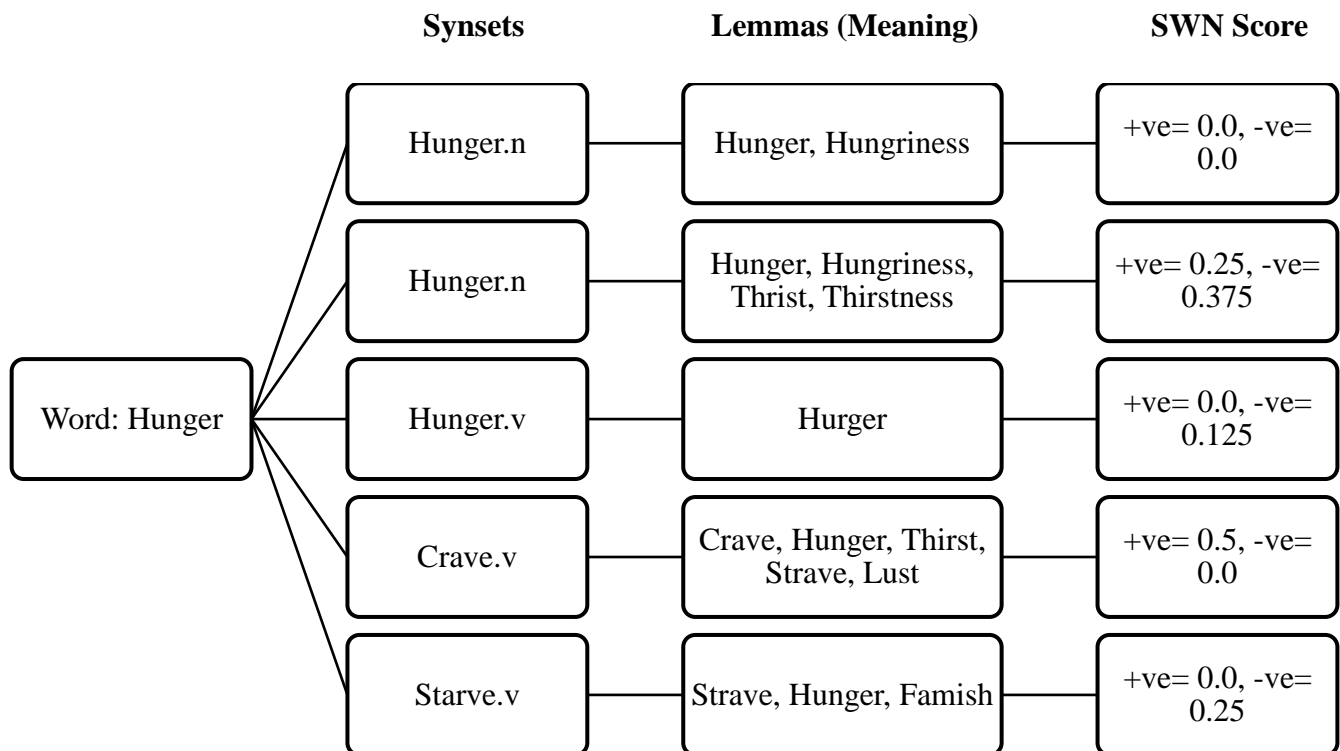 Synsets Lemmas (Meaning) SWN Score
Hunger.n
Hunger, Hungriness
+ve= 0.0, -ve=
0.0
Hunger.n
Hunger, Hungriness,
Thrist, Thirstness
+ve= 0.25, -ve=
0.375
Word: Hunger
Hunger.v
Hurger
+ve= 0.0, -ve=
0.125
Crave.v
Crave, Hunger, Thirst,
Strave, Lust
+ve= 0.5, -ve=
0.0
Starve.v
Strave, Hunger, Famish
+ve= 0.0, -ve=
0.25